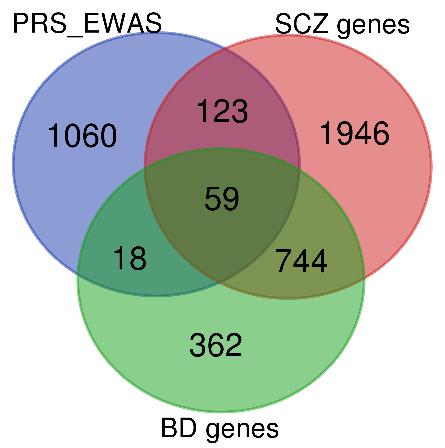 PRS_EWAS SCZ genes
123
1060 1946
59
18 744
362
BD genes